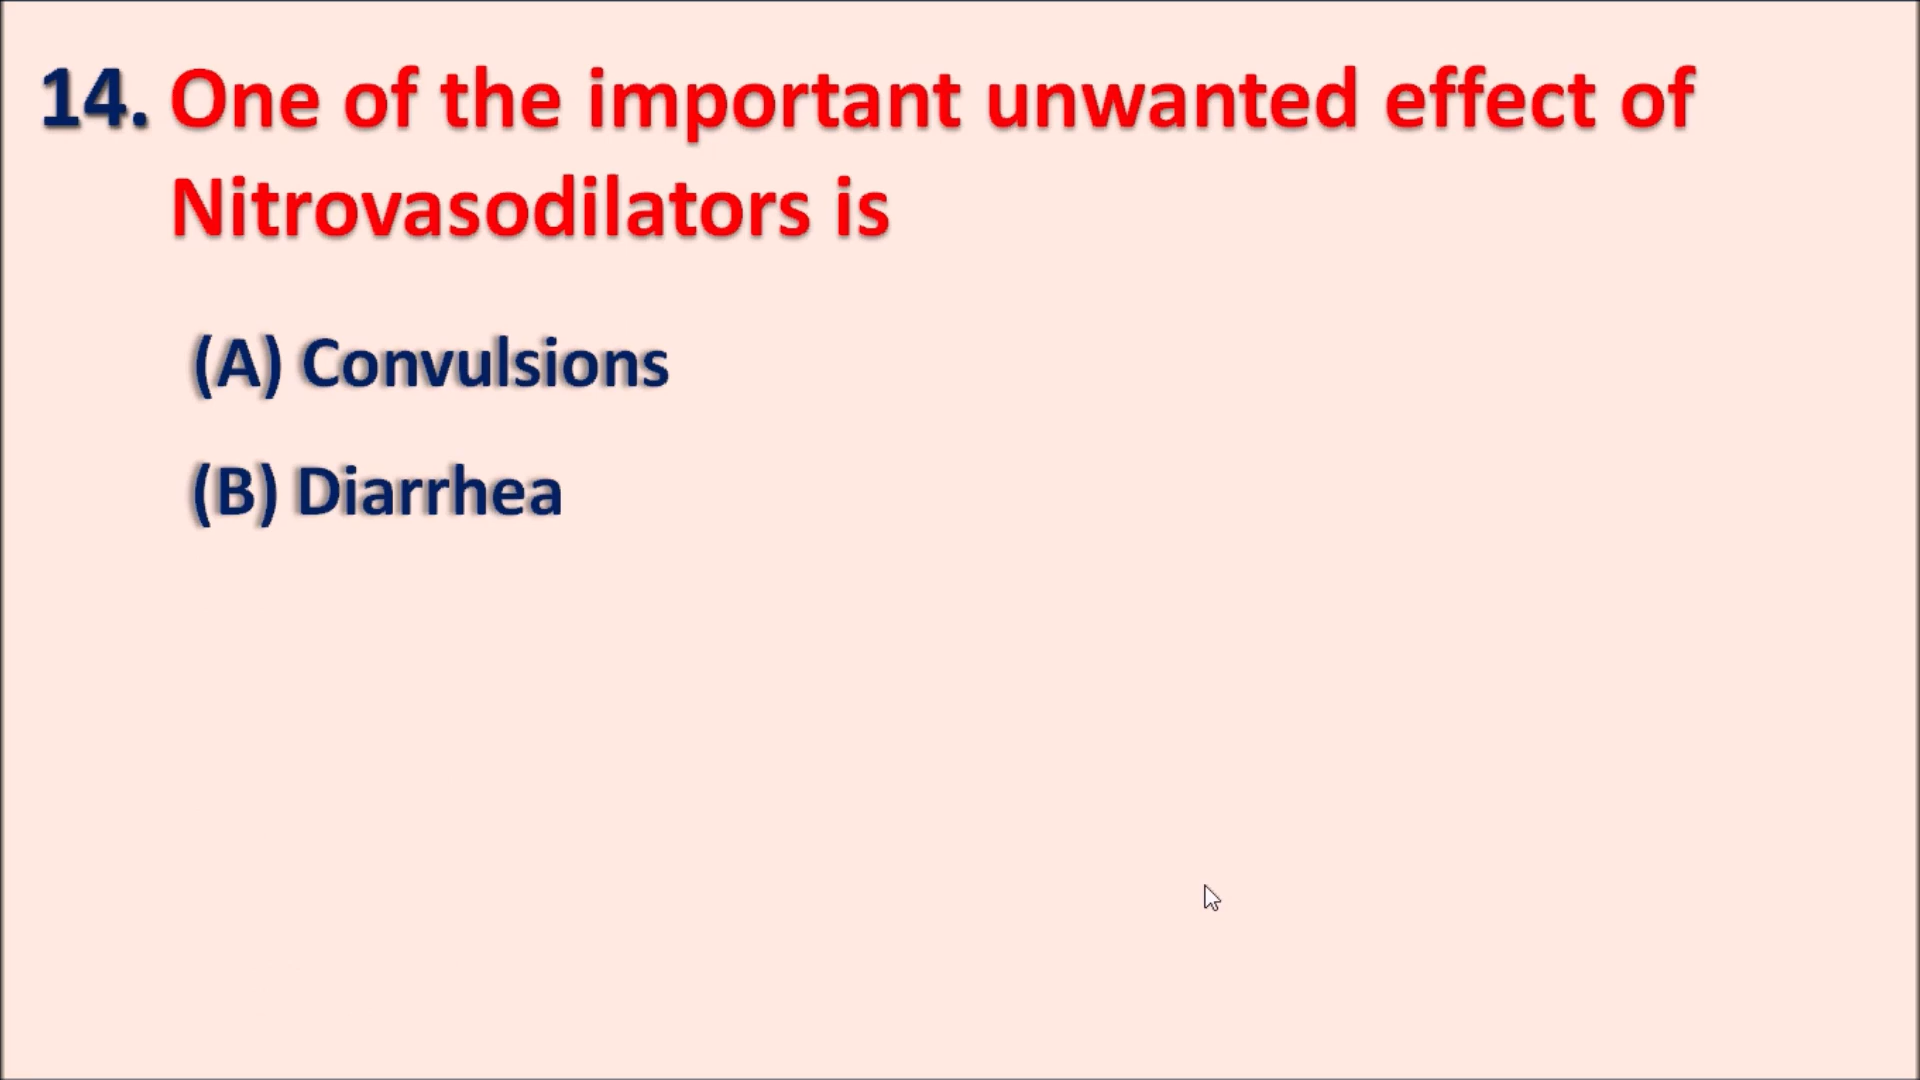 14. One of the important unwanted effect of
Nitrovasodilators is
(A) Convulsions
(B) Diarrhea